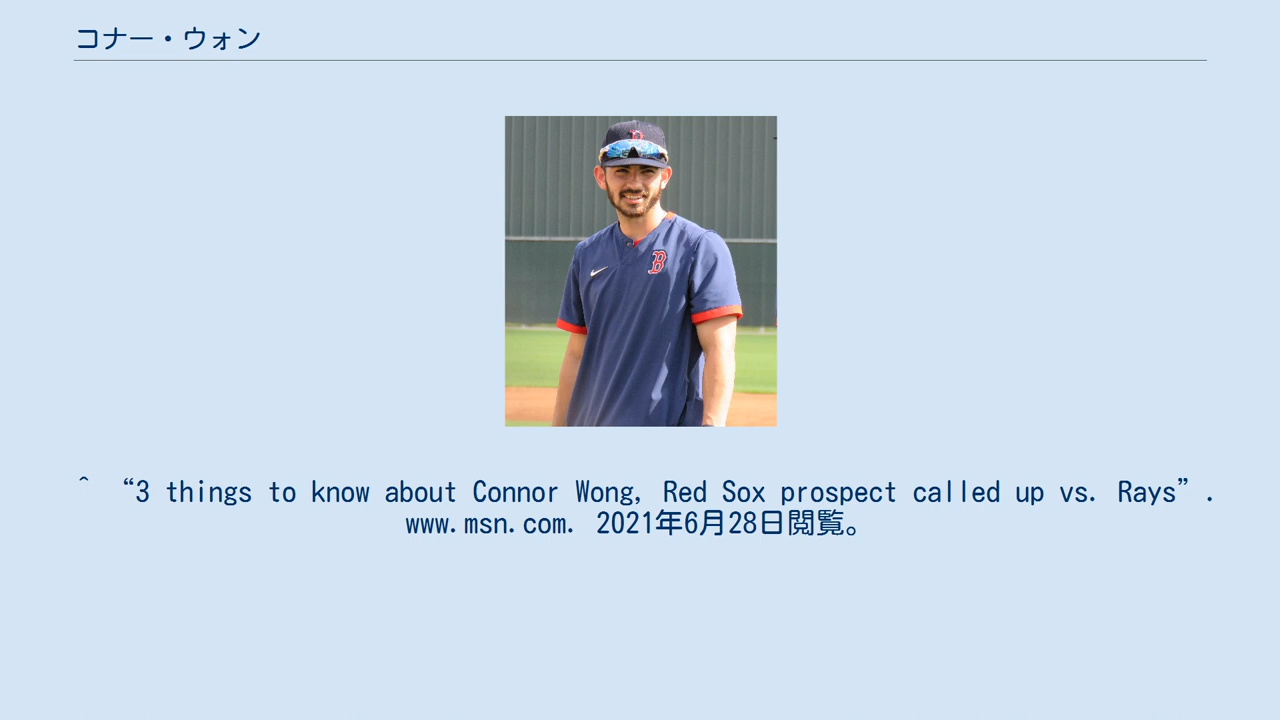 コナー・ウォン
B
^ “3 things to know about Connor Wong, Red Sox prospect called up vs. Rays”.
www.msn.com. 2021年6月28日閲覧。